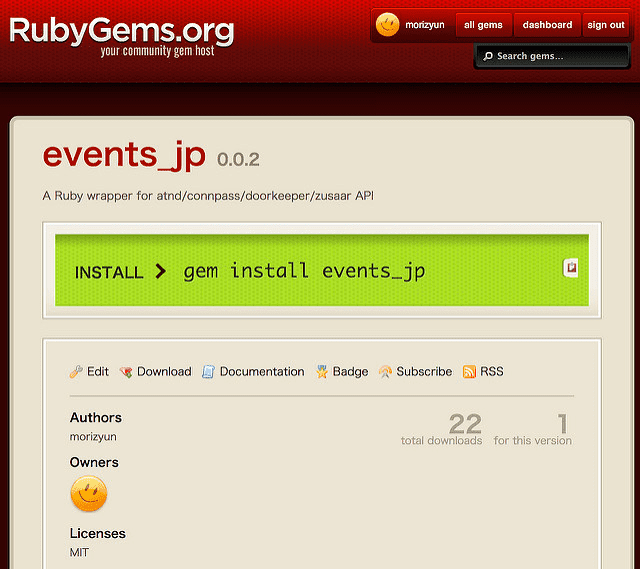 RubyGems.org
your community gem host
morizyun
all gems
dashboard
sign out
Search gems...
events_jp 0.0.2
A Ruby wrapper for atnd/connpass/doorkeeper/zusaar API
INSTALL gem install events_jp
Edit Download Documentation Badge Subscribe RSS
Authors
morizyun
22
total downloads
1
for this version
Owners
Licenses
MIT